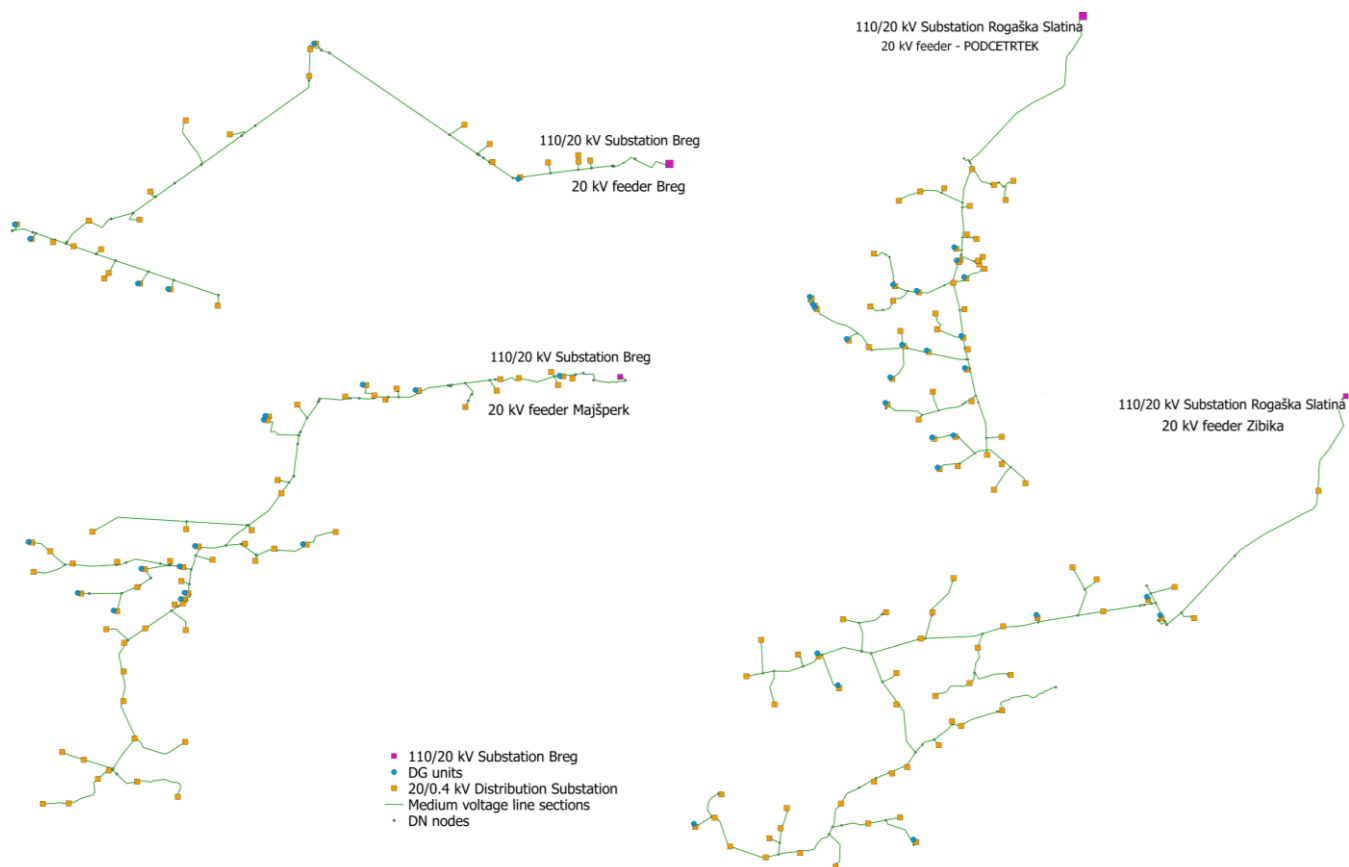 110/20 kV Substation Rogaška Slatina
20 kV feeder - PODCETRTEK
110/20 kV Substation Breg
20 kV feeder Breg
110/20 kV Substation Breg
20 kV feeder Majšperk
110/20 kV Substation Rogaška Slatina
20 kV feeder Zibika
110/20 kV Substation Breg
DG units
20/0.4 kV Distribution Substation
Medium voltage line sections
DN nodes